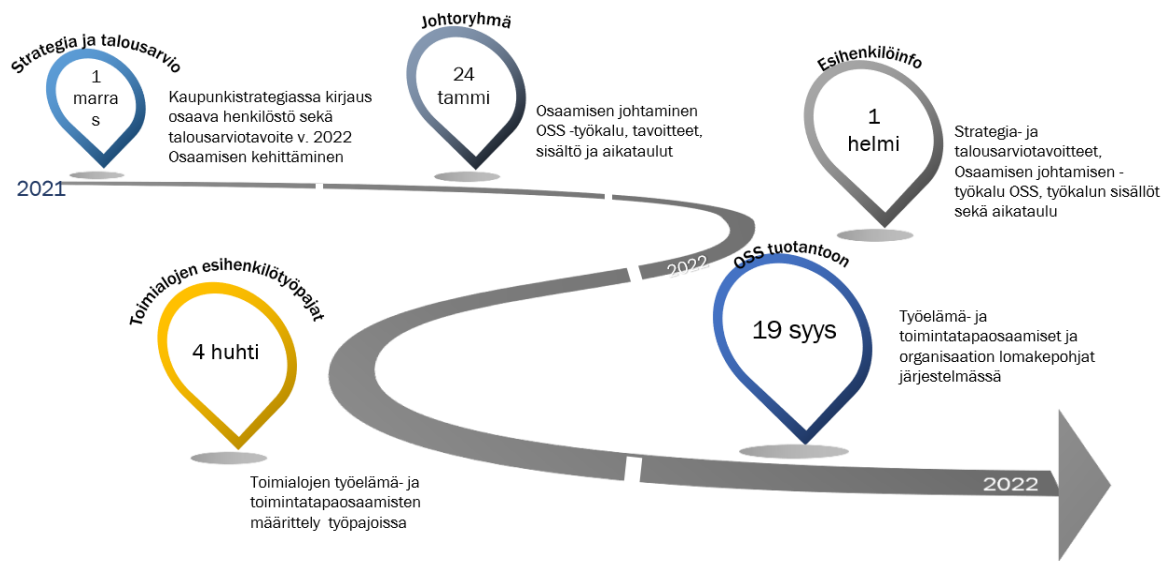 Strategia ja talousarvio
1
marra
s
Kaupunkistrategiassa kirjaus
osaava henkilöstö sekä
talousarviotavoite v. 2022
Osaamisen kehittäminen
2021
Johtoryhmä
24
tammi
Osaamisen johtaminen
OSS -työkalu, tavoitteet,
sisältö ja aikataulut
Esihenkilöinfo
1
helmi
Strategia- ja
talousarviotavoitteet,
Osaamisen johtamisen -
työkalu OSS, työkalun sisällöt
sekä aikataulu
2022
Toimialojen esihenkilötyöpajat
4 huhti
Toimialojen työelämä- ja
toimintatapaosaamisten
määrittely työpajoissa
OSS tuotantoon
19 syys
Työelämä- ja
toimintatapaosaamiset ja
organisaation lomakepohjat
järjestelmässä
2022